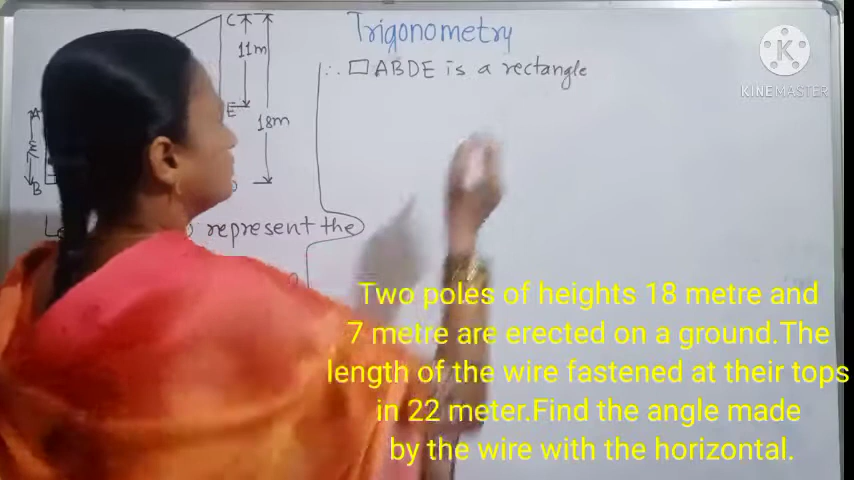 Trigonometry
∴ □ABDE is a rectangle
C
11m
E
18m
A
B
represent the
K
KINEMASTER
Two poles of heights 18 metre and
7 metre are erected on a ground.The
length of the wire fastened at their tops
in 22 meter.Find the angle made
by the wire with the horizontal.